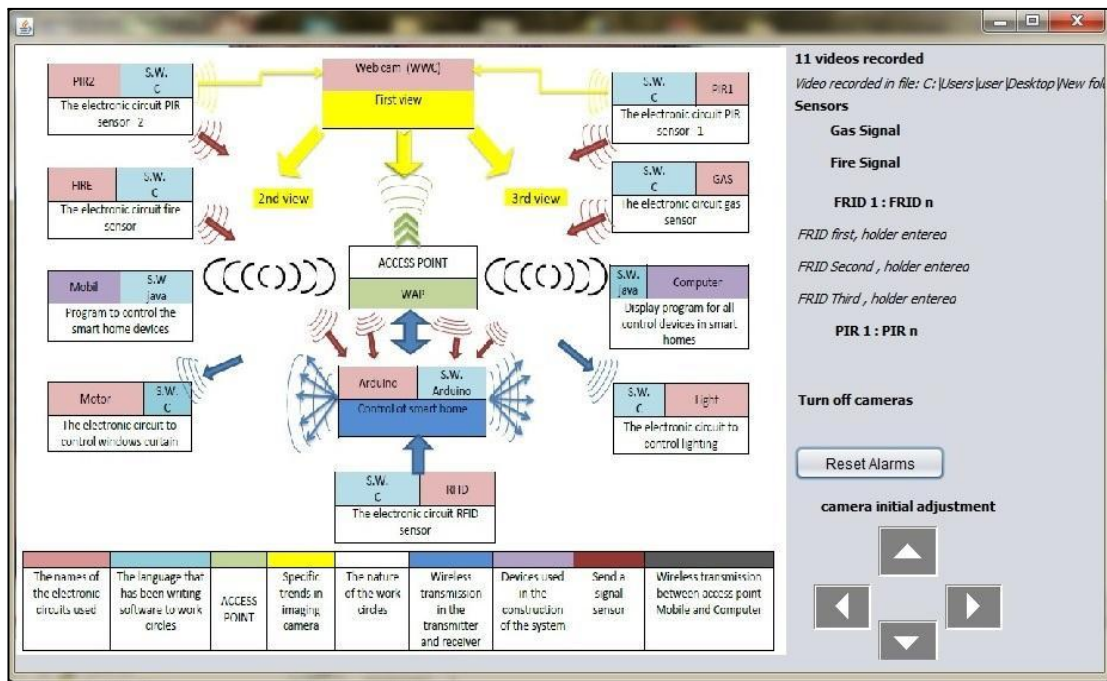 PIR2
S.W.
C
The electronic circuit PIR
sensor 2
Web cam (WWC)
First view
S.W.
C
PIR1
The electronic circuit PIR
sensor 1
FIRE
S.W.
C
The electronic circuit fire
sensor
2nd view
3rd view
S.W.
C
GAS
The electronic circuit gas
sensor
Mobil
S.W
java
Program to control the
smart home devices
ACCESS POINT
WAP
S.W.
java
Computer
Display program for all
control devices in smart
homes
Motor
S.W.
C
The electronic circuit to
control windows curtain
Arduino
S.W.
Arduino
Control of smart home
S.W.
C
Light
The electronic circuit to
control lighting
S.W.
C
RFID
The electronic circuit RFID
sensor
The names of
the electronic
circuits used
The language that
has been writing
software to work
circles
ACCESS
POINT
Specific
trends in
imaging
camera
The nature
of the work
circles
Wireless
transmission
in the
transmitter
and receiver
Devices used
in the
construction
of the system
Send a
signal
sensor
Wireless transmission
between access point
Mobile and Computer
11 videos recorded
Video recorded in file: C:\Users\user\Desktop\New fol
Sensors
Gas Signal
Fire Signal
FRID 1 : FRID n
FRID first, holder entered
FRID Second , holder entered
FRID Third , holder entered
PIR 1 : PIR n
Turn off cameras
Reset Alarms
camera initial adjustment